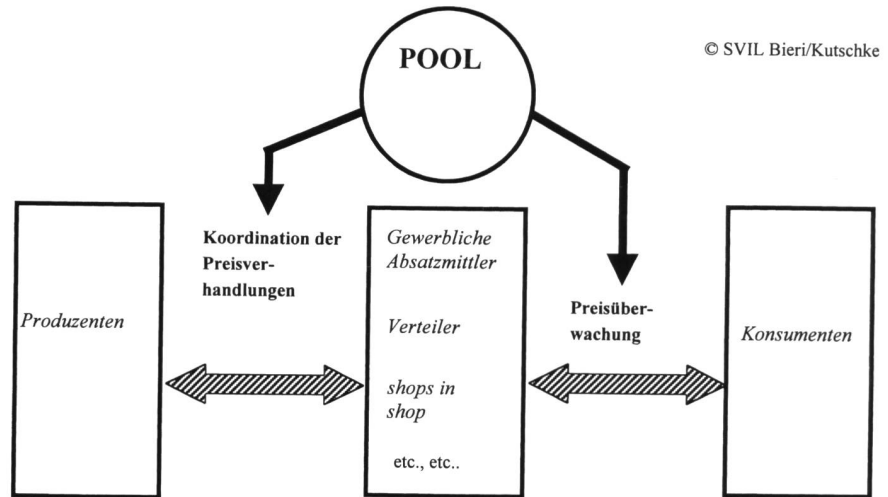 POOL
© SVIL Bieri/Kutschke
Koordination der
Preisver-
handlungen
Gewerbliche
Absatzmittler
Produzenten
Verteiler
Preisüber-
wachung
Konsumenten
shops in
shop
etc., etc..